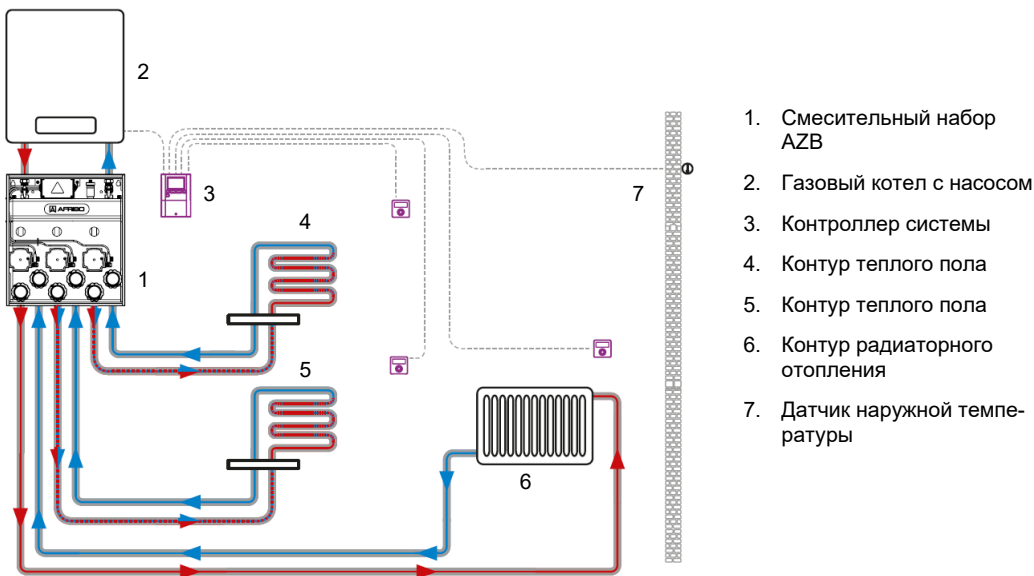 2
3
7
4
1
5
6
AFRISO
1. Смесительный набор
AZB
2. Газовый котел с насосом
3. Контроллер системы
4. Контур теплого пола
5. Контур теплого пола
6. Контур радиаторного
отопления
7. Датчик наружной темпе-
ратуры